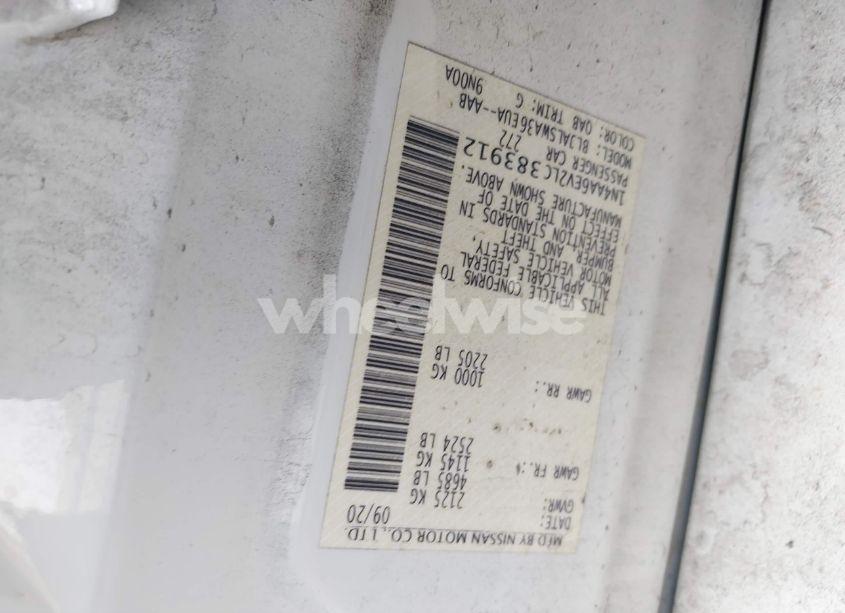 MFD BY NISSAN MOTOR CO., LTD.
DATE: 09/20
GVWR: 2125 KG
4685 LB
GAWR FR.: 1145 KG
2524 LB
GAWR RR.: 1000 KG
2205 LB
THIS VEHICLE CONFORMS TO
ALL APPLICABLE FEDERAL
MOTOR VEHICLE SAFETY,
BUMPER AND THEFT
PREVENTION STANDARDS IN
EFFECT ON THE DATE OF
MANUFACTURE SHOWN ABOVE.
1N4AA6EV2LC383912
PASSENGER CAR 272
MODEL: BLJALSWA36EUA--AAB
COLOR: QAB TRIM: G 9N00A
wheelwise